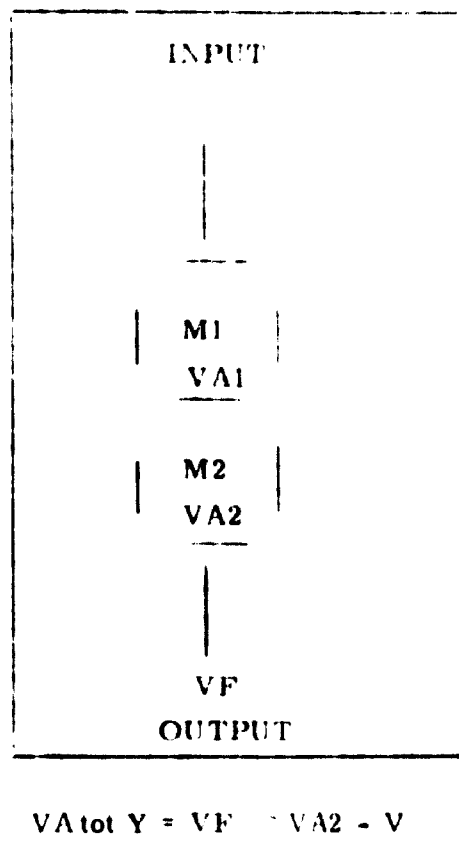 INPUT
M1
VA1
M2
VA2
VF
OUTPUT
VA tot Y = VF VA2 - V